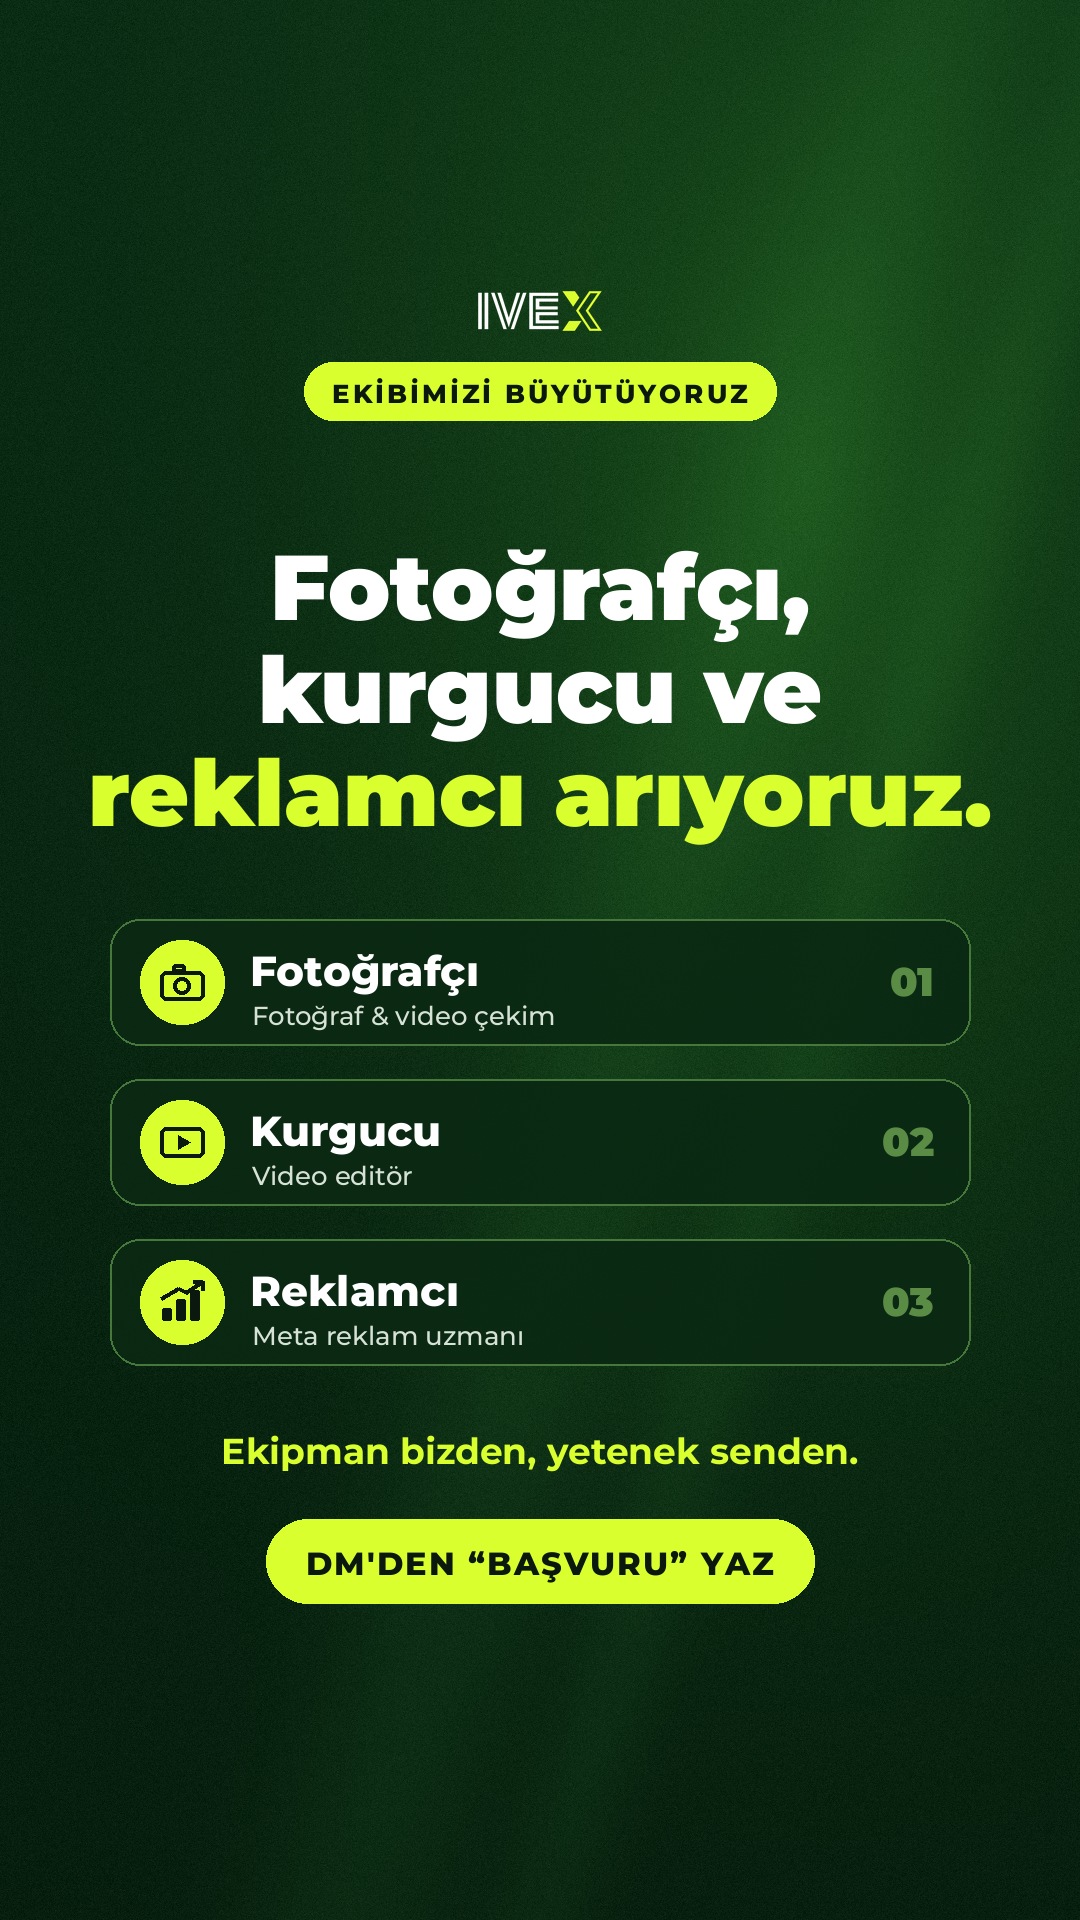 IVEX
EKİBİMİZİ BÜYÜTÜYORUZ
Fotoğrafçı,
kurgucu ve
reklamcı arıyoruz.
Fotoğrafçı
Fotoğraf & video çekim
01
Kurgucu
Video editör
02
Reklamcı
Meta reklam uzmanı
03
Ekipman bizden, yetenek senden.
DM'DEN “BAŞVURU” YAZ